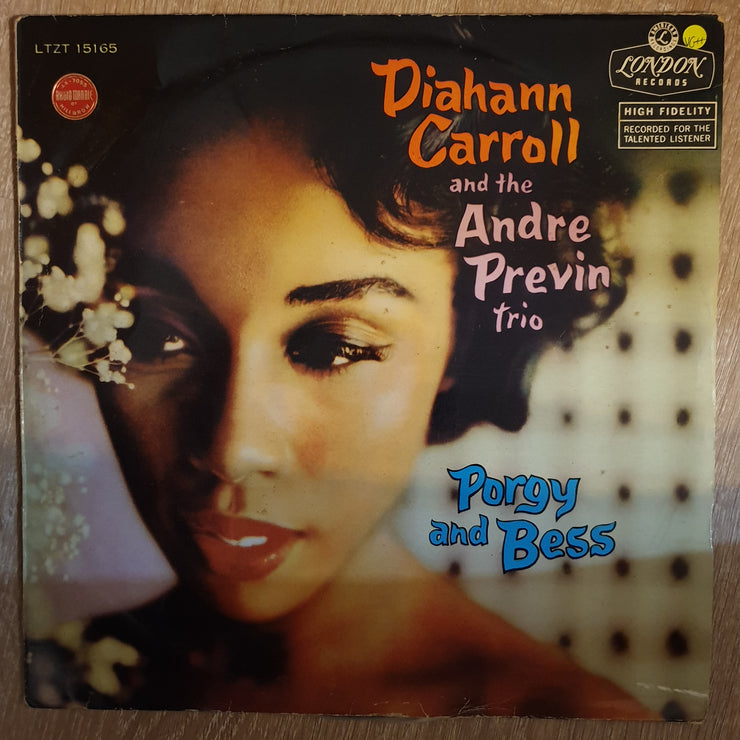 LTZT 15165
Diahann
Carroll
and the
Andre
Previn
trio
Porgy
and Bess
VG++
LONDON
RECORDS
HIGH FIDELITY
RECORDED FOR THE
TALENTED LISTENER